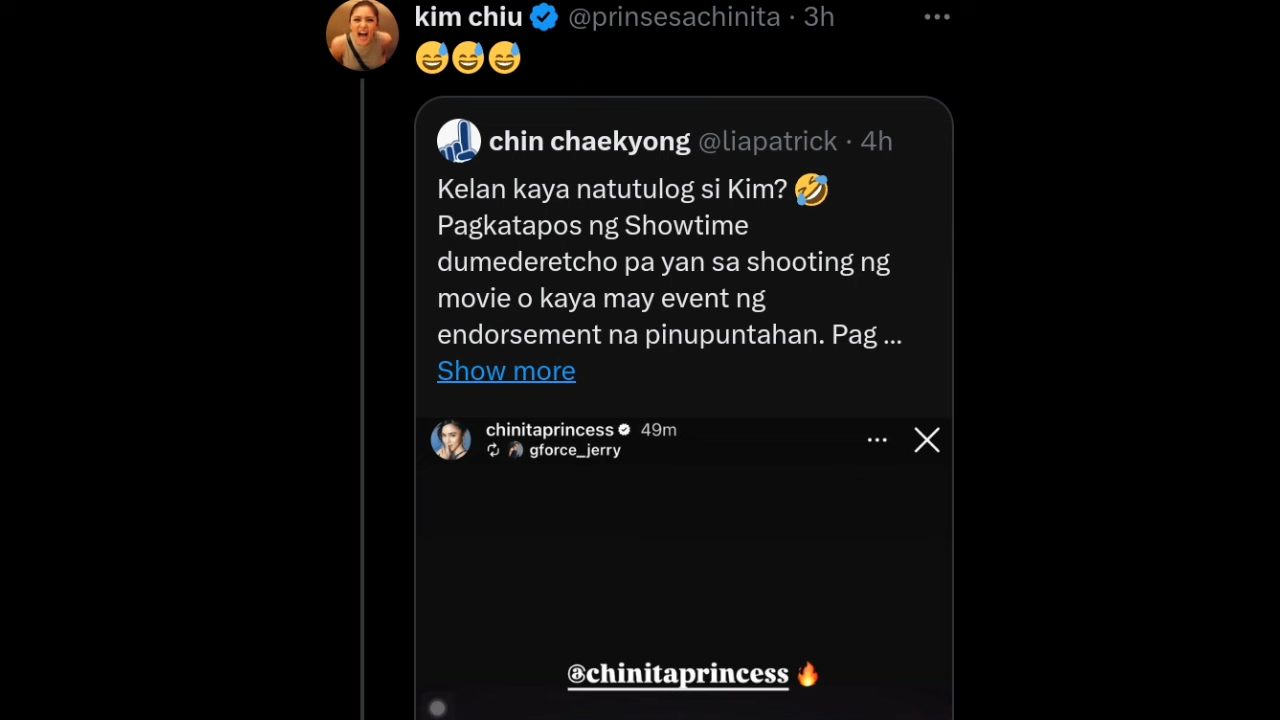 kim chiu @prinsesachinita · 3h
😅😅😅
chin chaekyong @liapatrick · 4h
Kelan kaya natutulog si Kim? 🤣
Pagkatapos ng Showtime
dumederetcho pa yan sa shooting ng
movie o kaya may event ng
endorsement na pinupuntahan. Pag ...
Show more
chinitaprincess 49m
gforce_jerry
@chinitaprincess 🔥